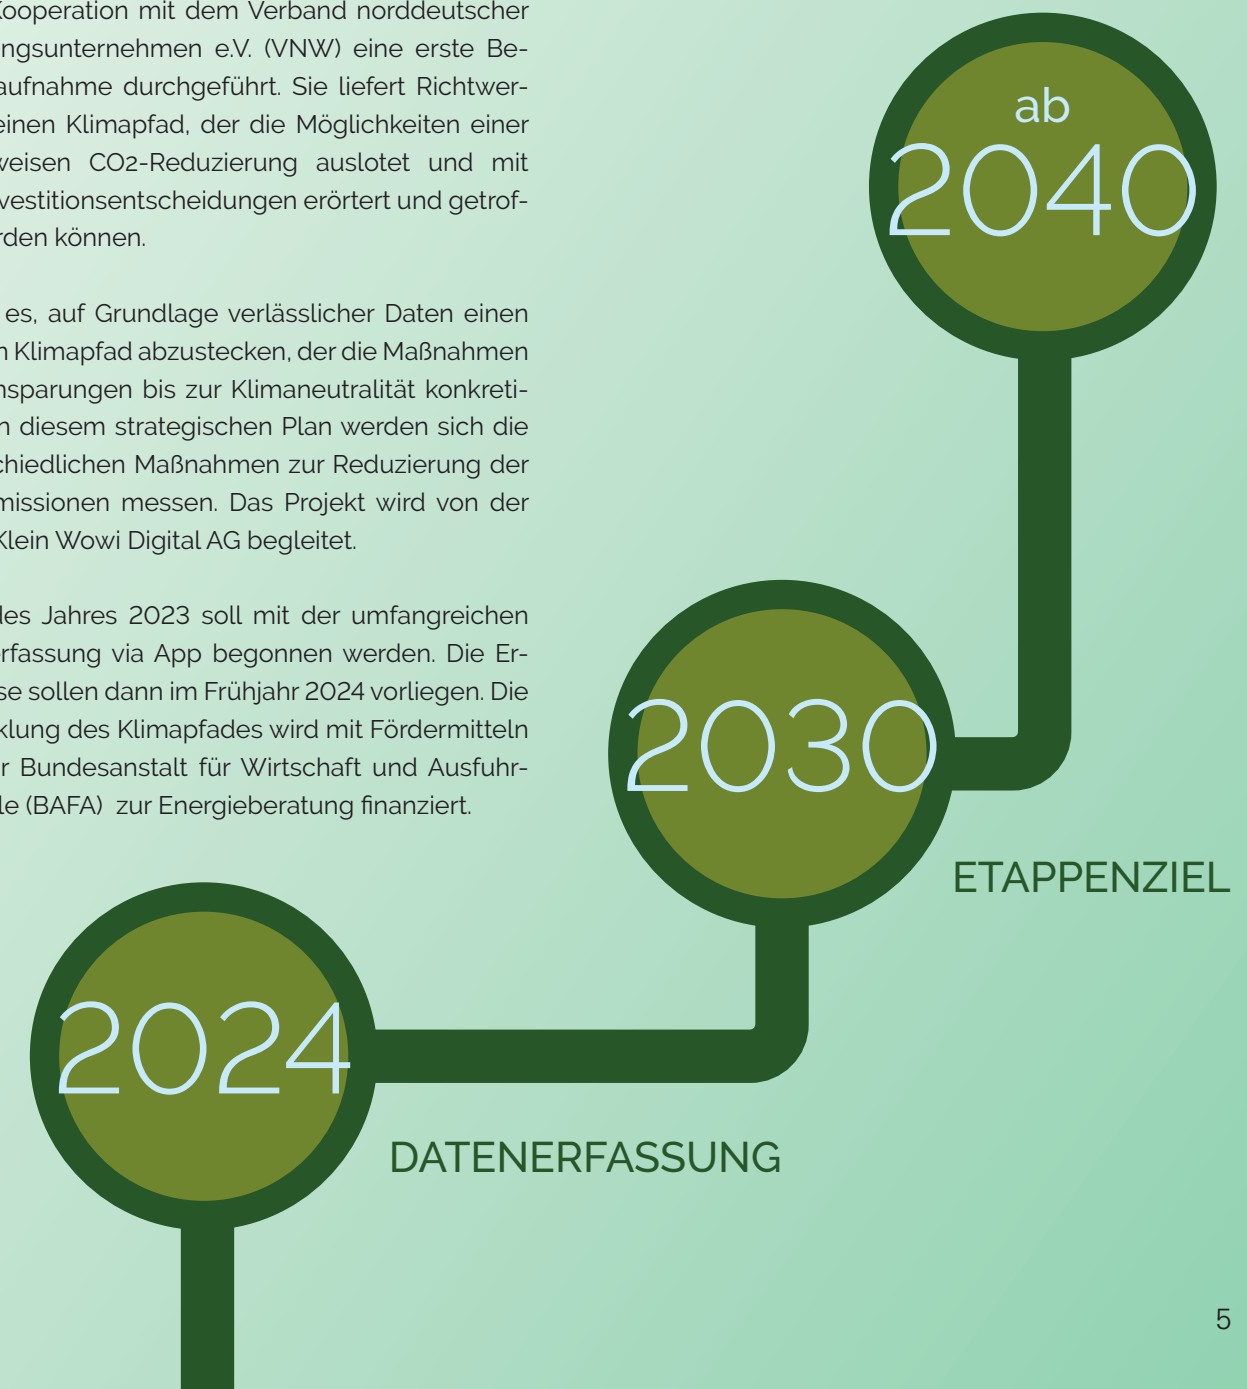 Kooperation mit dem Verband norddeutscher
ngsunternehmen e.V. (VNW) eine erste Be-
aufnahme durchgeführt. Sie liefert Richtwer-
einen Klimapfad, der die Möglichkeiten einer
weisen CO2-Reduzierung auslotet und mit
vestitionsentscheidungen erörtert und getrof-
rden können.
es, auf Grundlage verlässlicher Daten einen
n Klimapfad abzustecken, der die Maßnahmen
nsparungen bis zur Klimaneutralität konkreti-
n diesem strategischen Plan werden sich die
chiedlichen Maßnahmen zur Reduzierung der
missionen messen. Das Projekt wird von der
Klein Wowi Digital AG begleitet.
des Jahres 2023 soll mit der umfangreichen
erfassung via App begonnen werden. Die Er-
se sollen dann im Frühjahr 2024 vorliegen. Die
klung des Klimapfades wird mit Fördermitteln
r Bundesanstalt für Wirtschaft und Ausfuhr-
le (BAFA) zur Energieberatung finanziert.
ab
2040
2030
ETAPPENZIEL
2024
DATENERFASSUNG
5